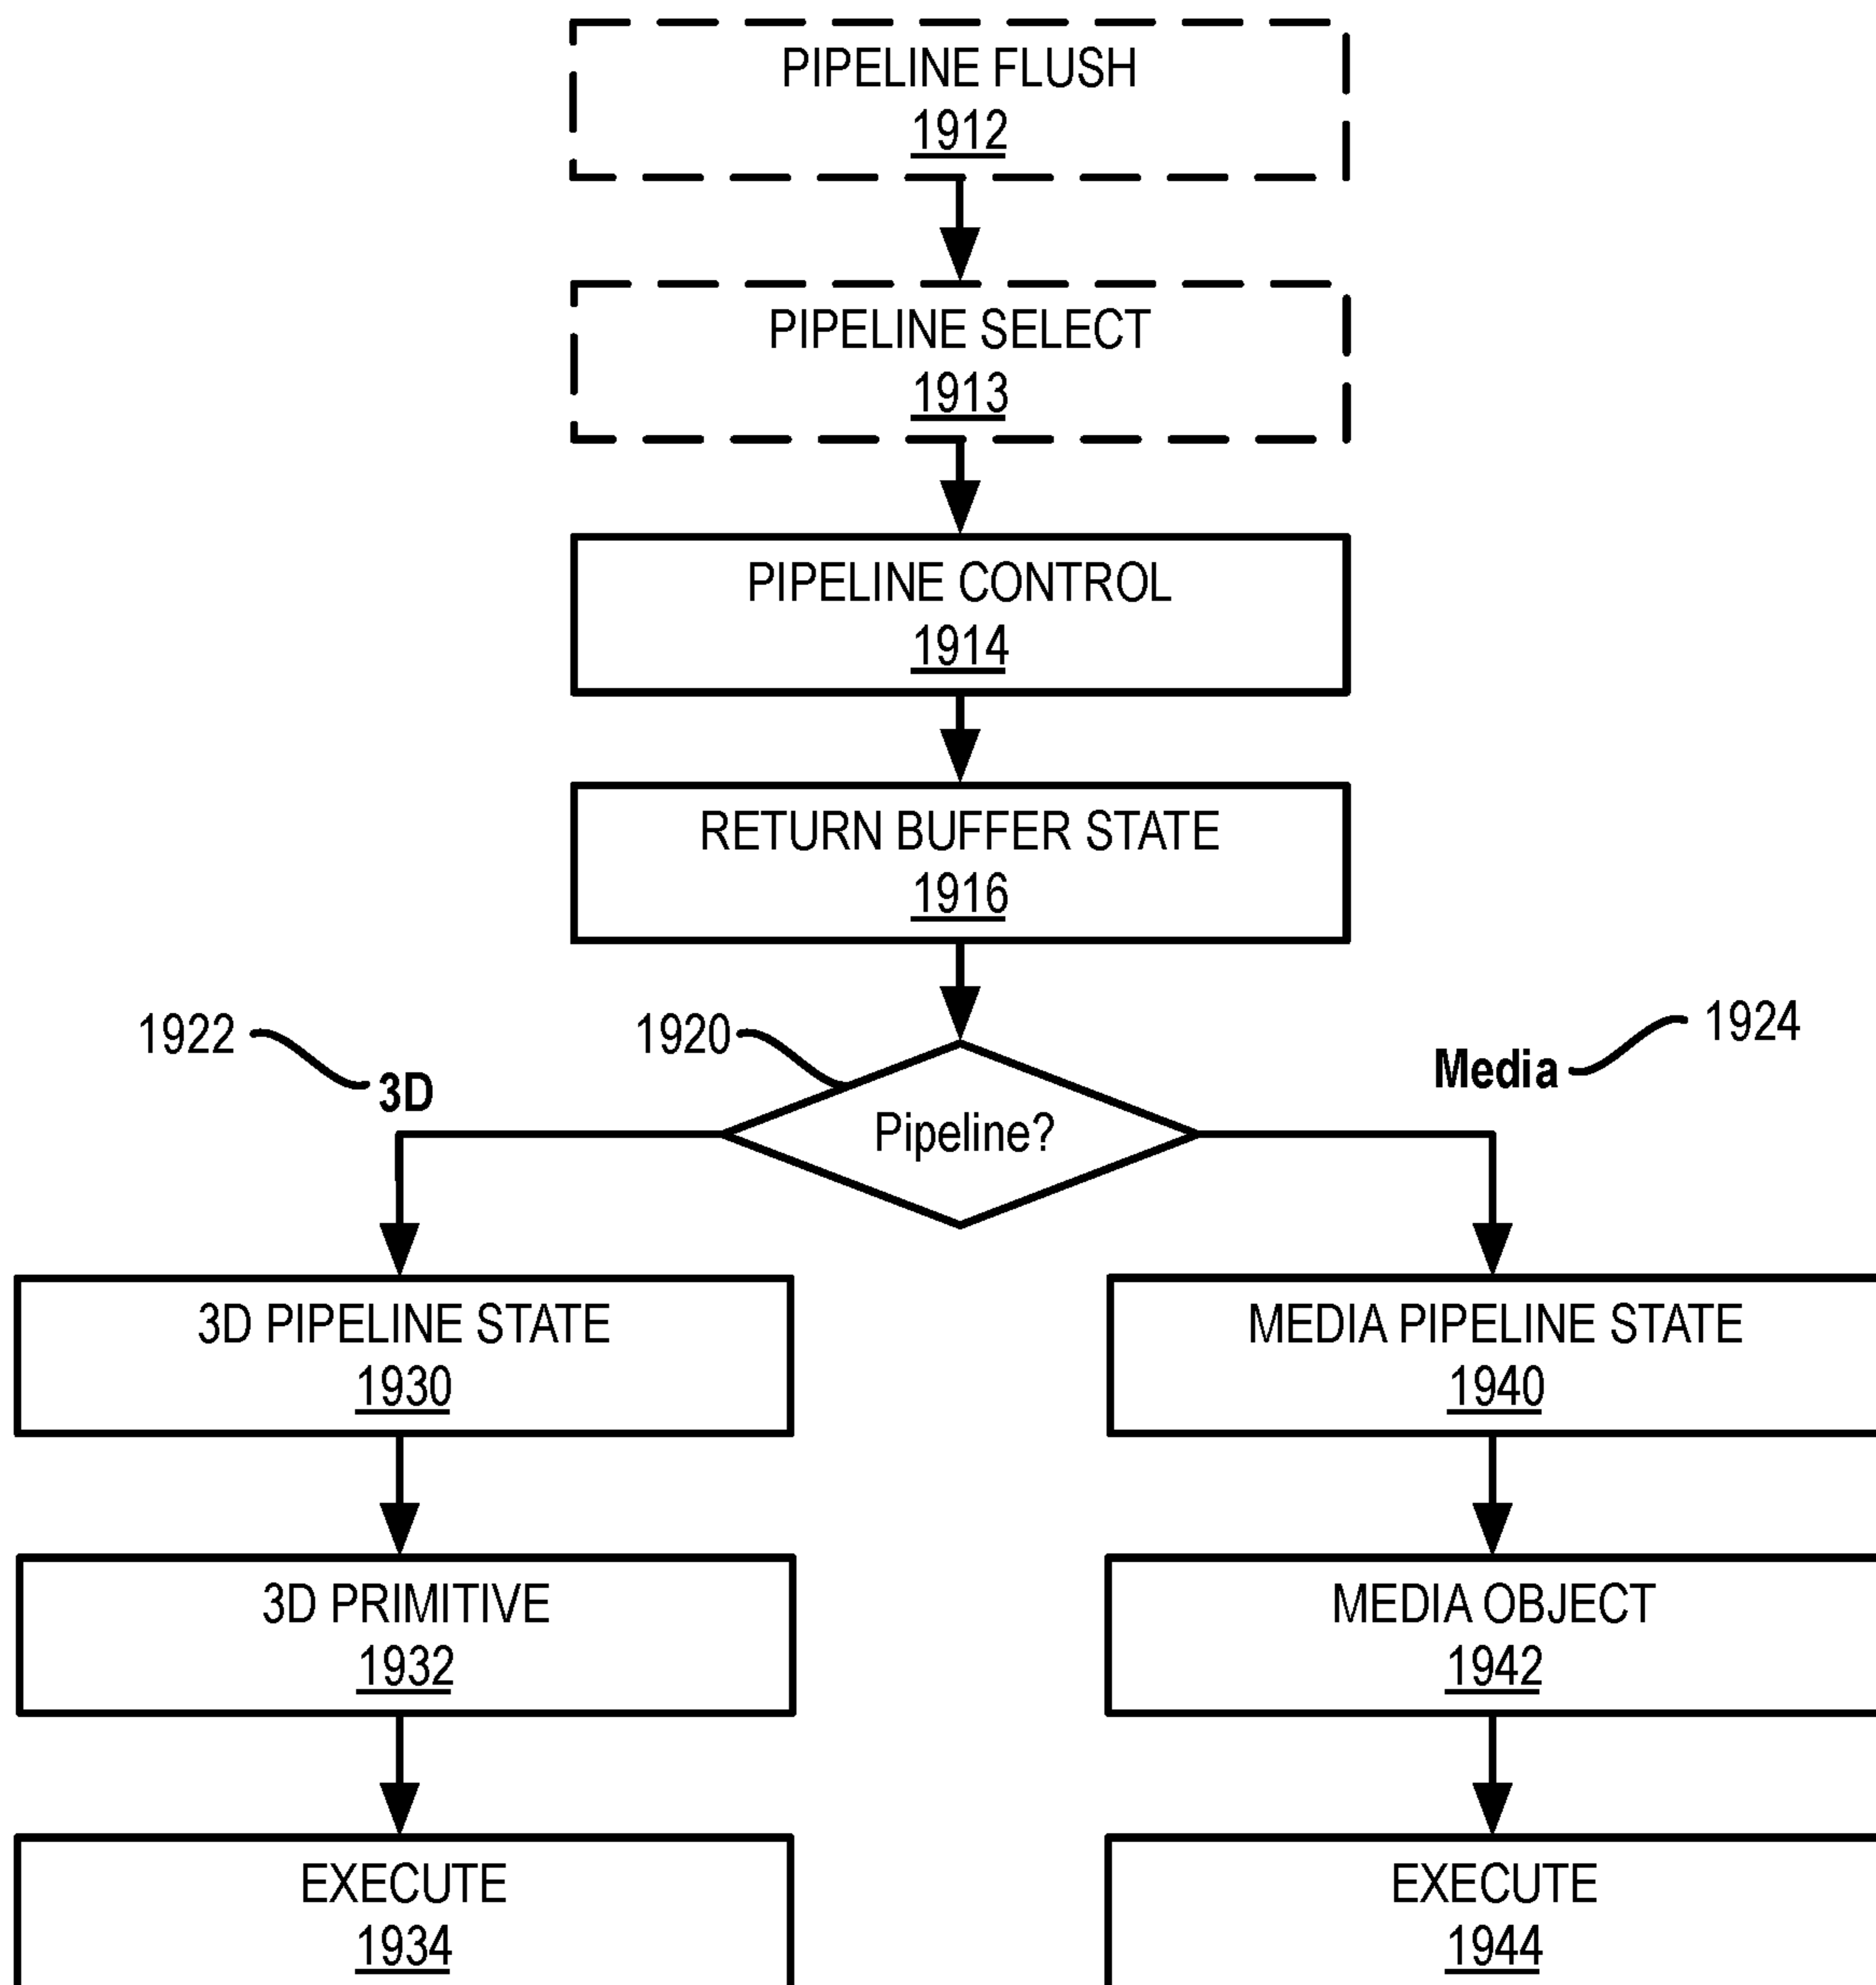 PIPELINE FLUSH
1912
PIPELINE SELECT
1913
PIPELINE CONTROL
1914
RETURN BUFFER STATE
1916
1922
3D
1920
Pipeline?
Media
1924
3D PIPELINE STATE
1930
MEDIA PIPELINE STATE
1940
3D PRIMITIVE
1932
MEDIA OBJECT
1942
EXECUTE
1934
EXECUTE
1944